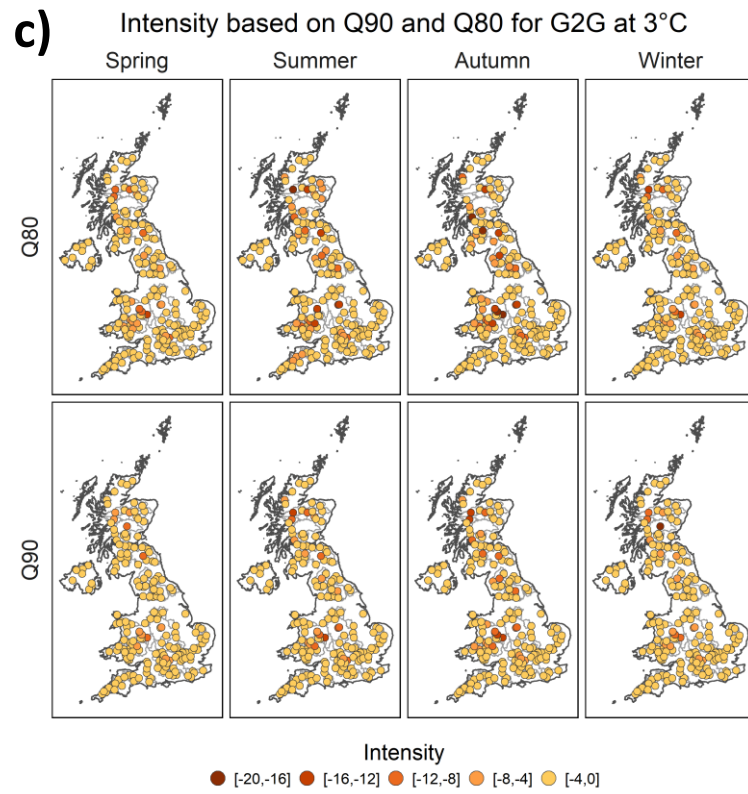 c)
Intensity based on Q90 and Q80 for G2G at 3°C
Spring Summer Autumn Winter
Q80
Q90
Intensity
[-20,-16] [-16,-12] [-12,-8] [-8,-4] [-4,0]